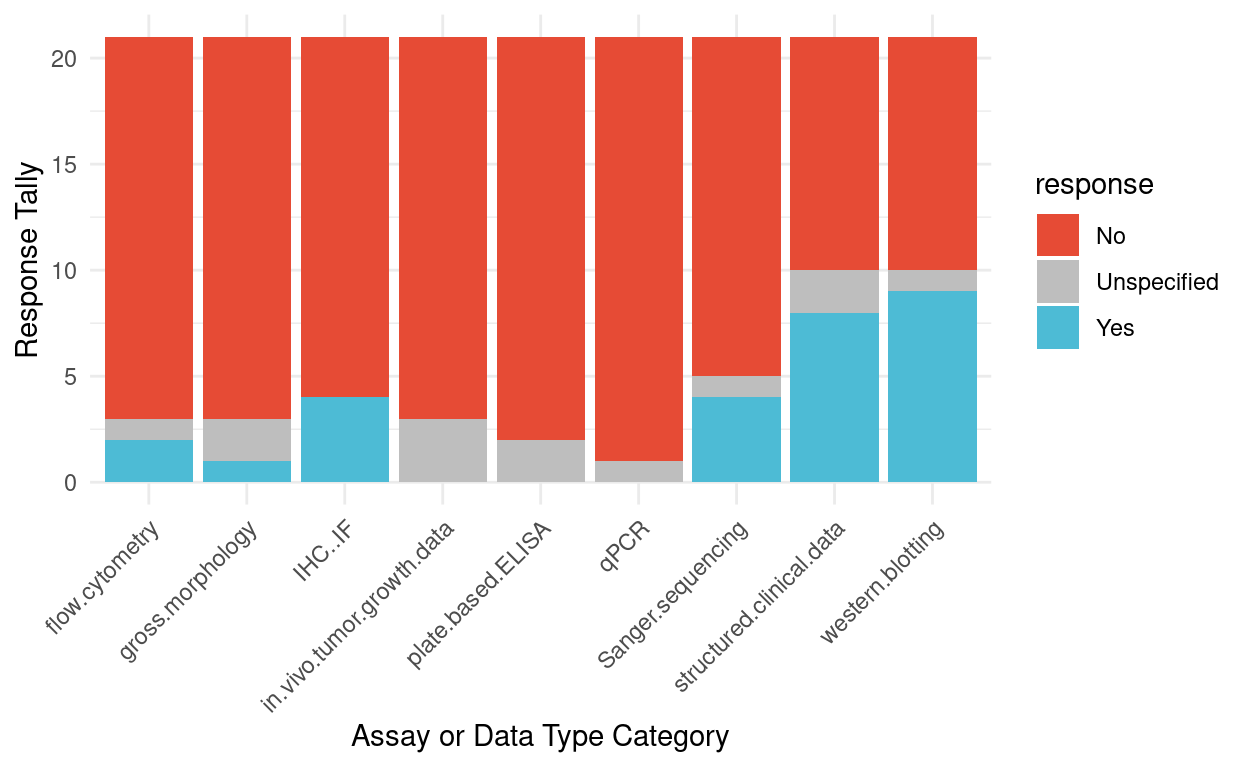 20
15
10
5
0
Response Tally
flow.cytometry
gross.morphology
IHC..IF
in.vivo.tumor.growth.data
plate.based.ELISA
qPCR
Sanger.sequencing
structured.clinical.data
western.blotting
Assay or Data Type Category
response
No
Unspecified
Yes